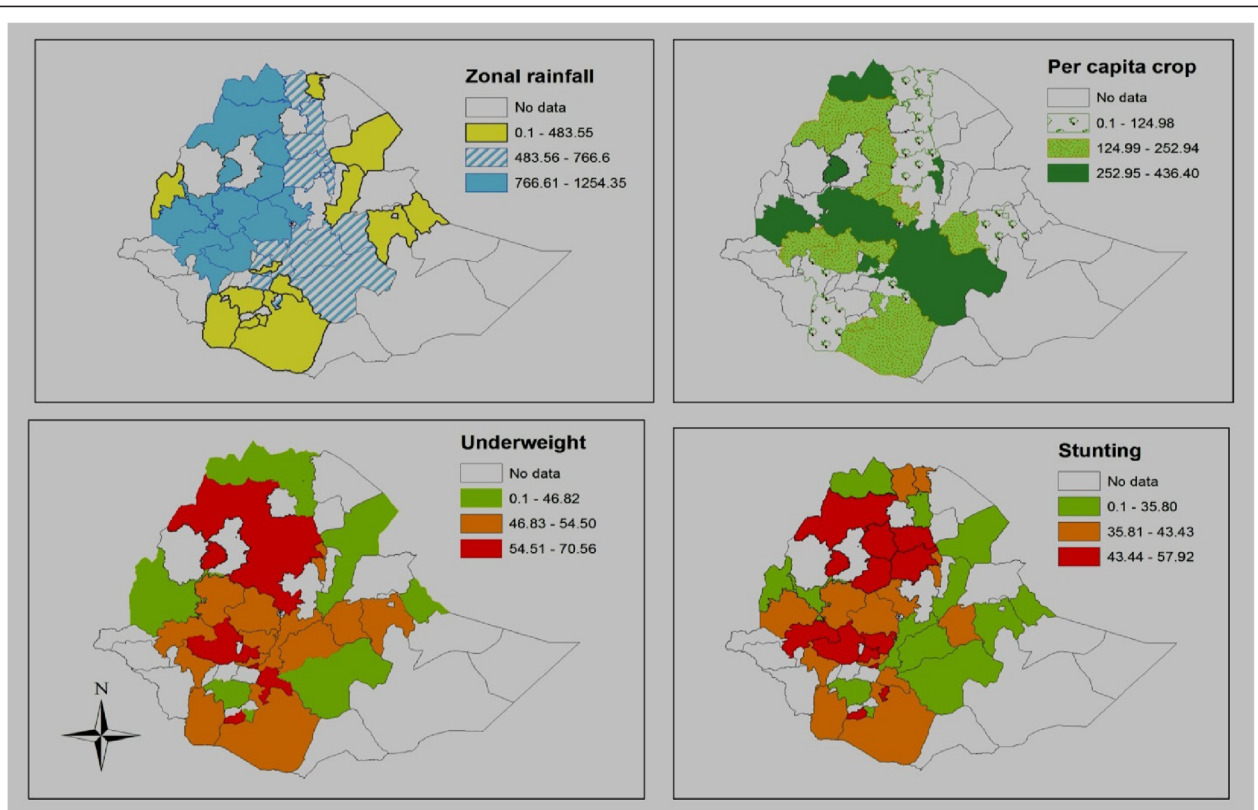 Zonal rainfall
No data
0.1 - 483.55
483.56 - 766.6
766.61 - 1254.35
Per capita crop
No data
0.1 - 124.98
124.99 - 252.94
252.95 - 436.40
Underweight
No data
0.1 - 46.82
46.83 - 54.50
54.51 - 70.56
N
Stunting
No data
0.1 - 35.80
35.81 - 43.43
43.44 - 57.92